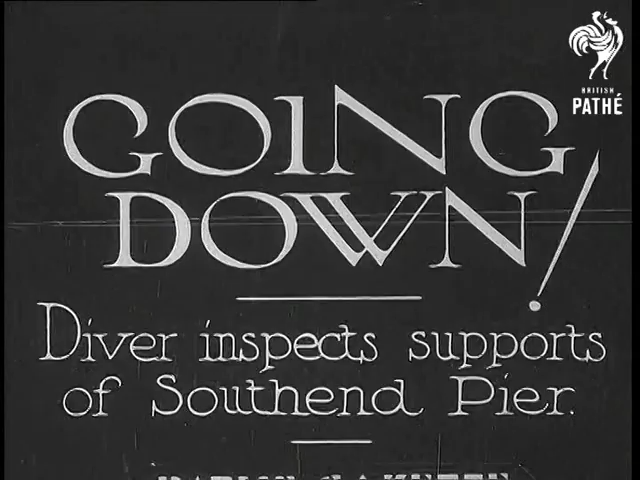 BRITISH
PATHÉ
GOING
DOWN!
Diver inspects supports
of Southend Pier.